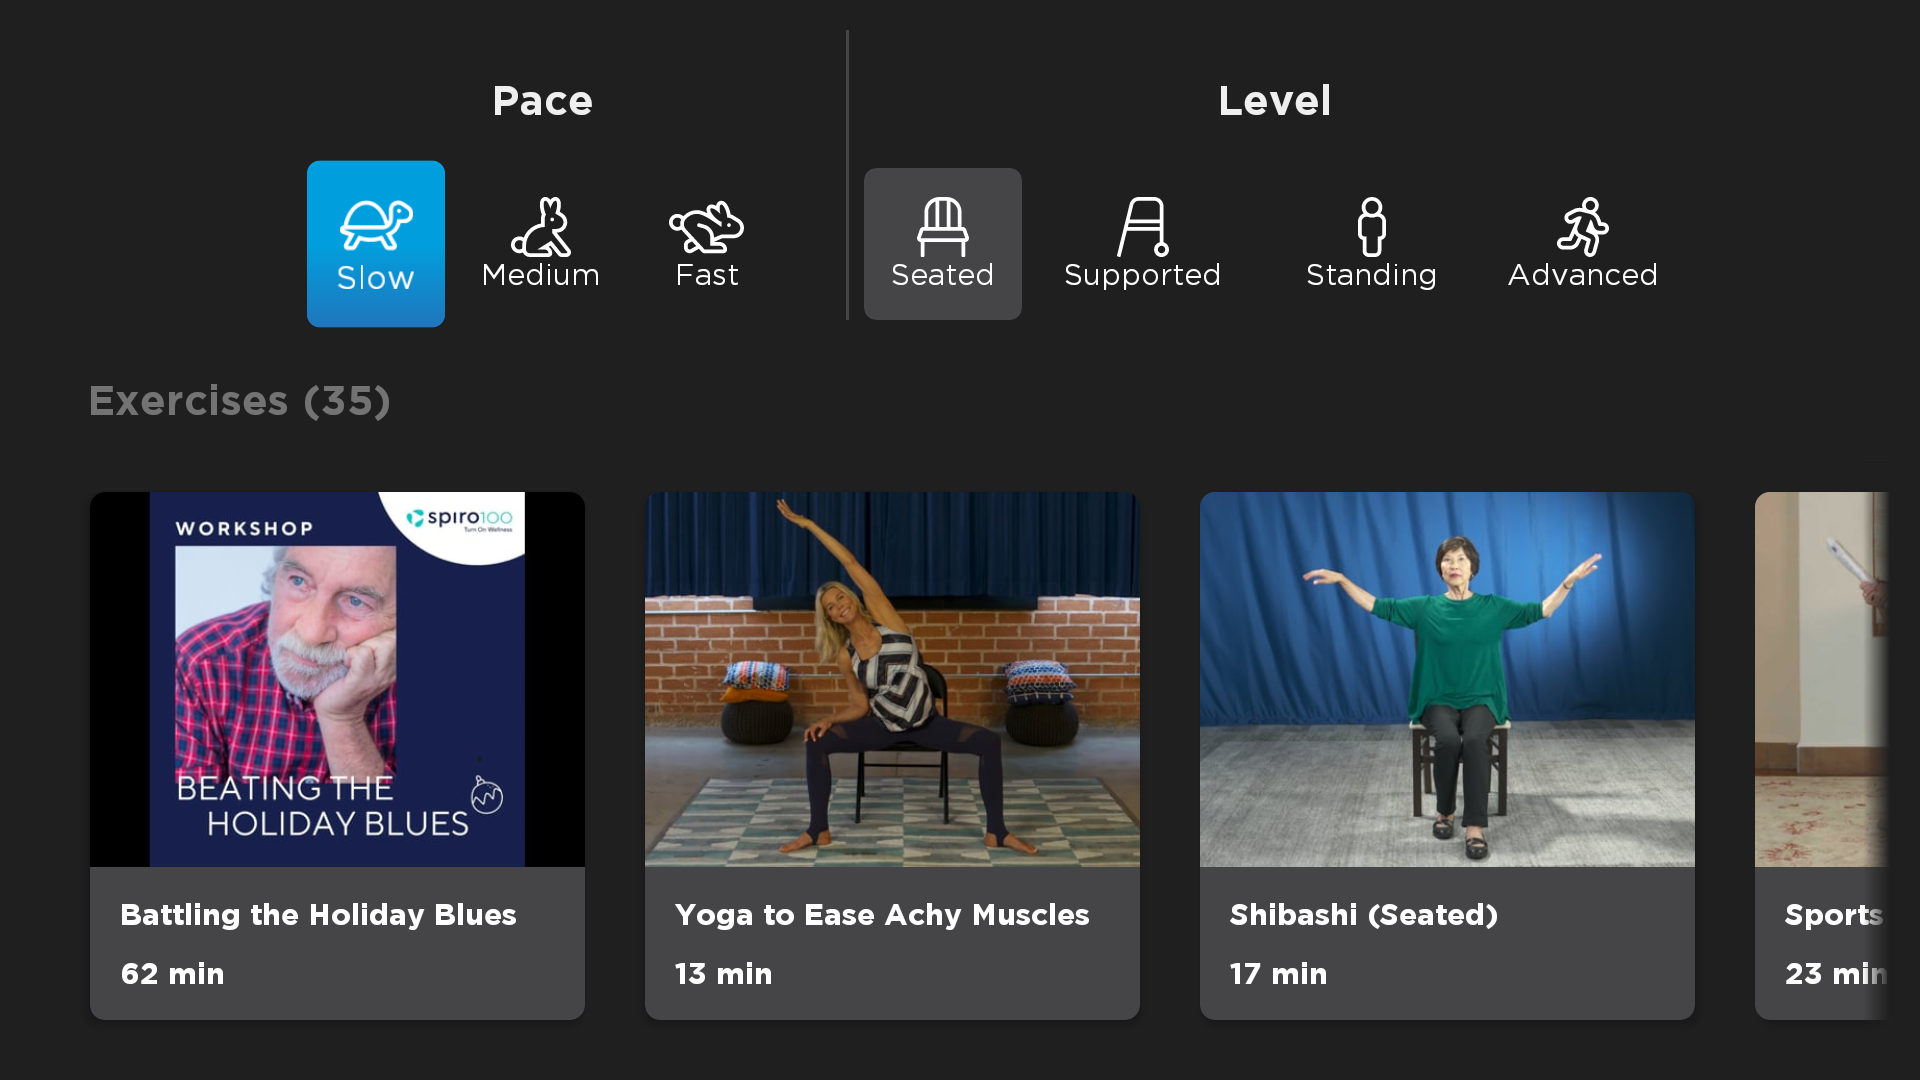 Pace
Level
Slow
Medium
Fast
Seated
Supported
Standing
Advanced
Exercises (35)
WORKSHOP
spiro100
Turn On Wellness
BEATING THE
HOLIDAY BLUES
Battling the Holiday Blues
62 min
Yoga to Ease Achy Muscles
13 min
Shibashi (Seated)
17 min
Sports
23 min